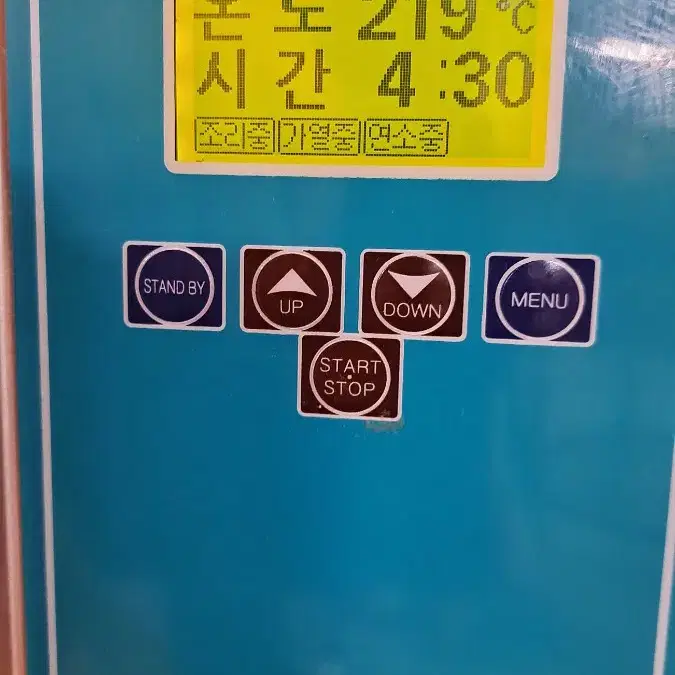 온도 219℃
시간 4:30
조리중 가열중 연소중
STAND BY
UP
DOWN
MENU
START
STOP